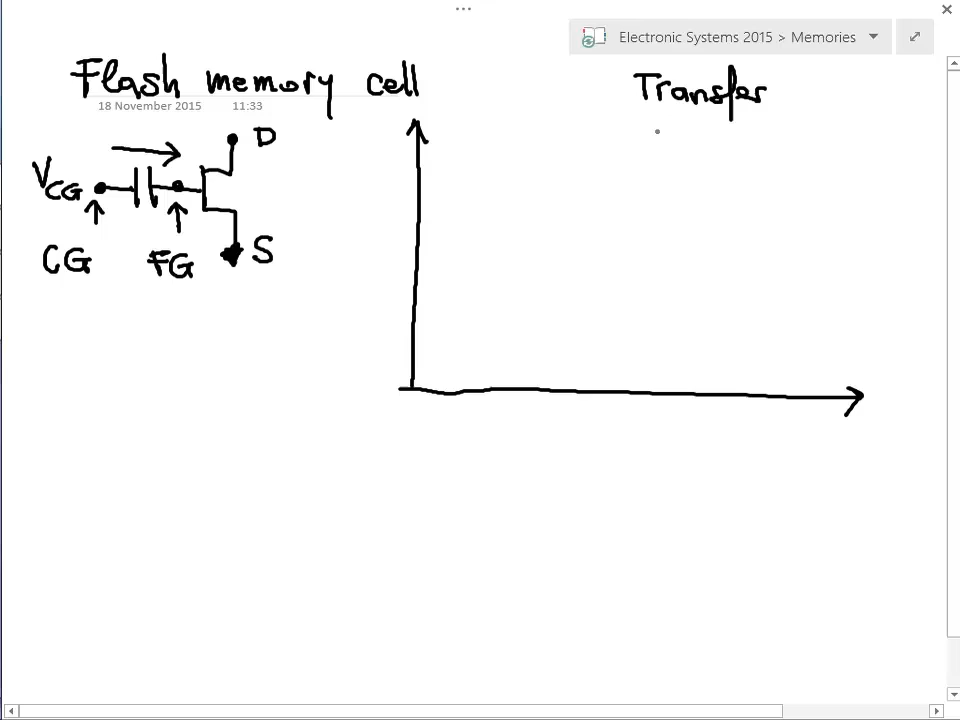 Electronic Systems 2015 > Memories
Flash memory cell
Transfer
18 November 2015 11:33
D
VCG
CG
FG
S